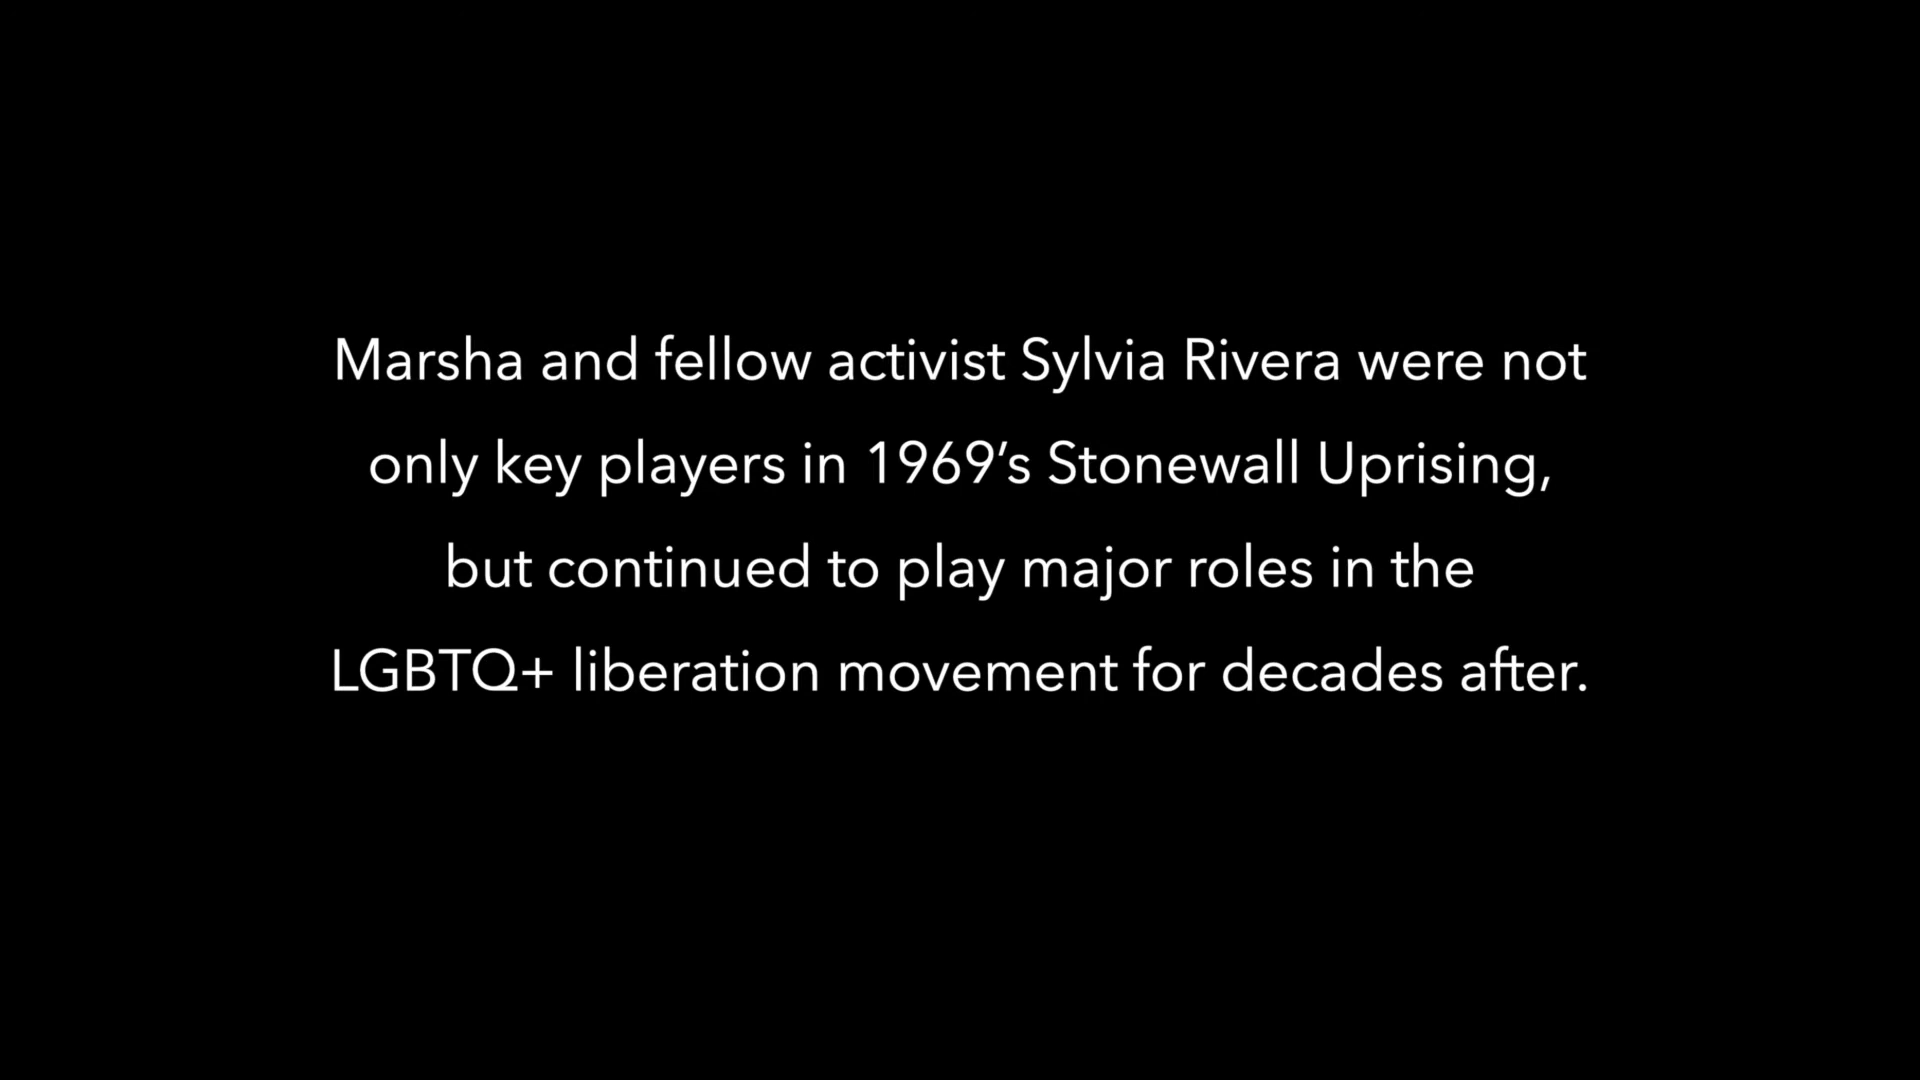 Marsha and fellow activist Sylvia Rivera were not
only key players in 1969’s Stonewall Uprising,
but continued to play major roles in the
LGBTQ+ liberation movement for decades after.